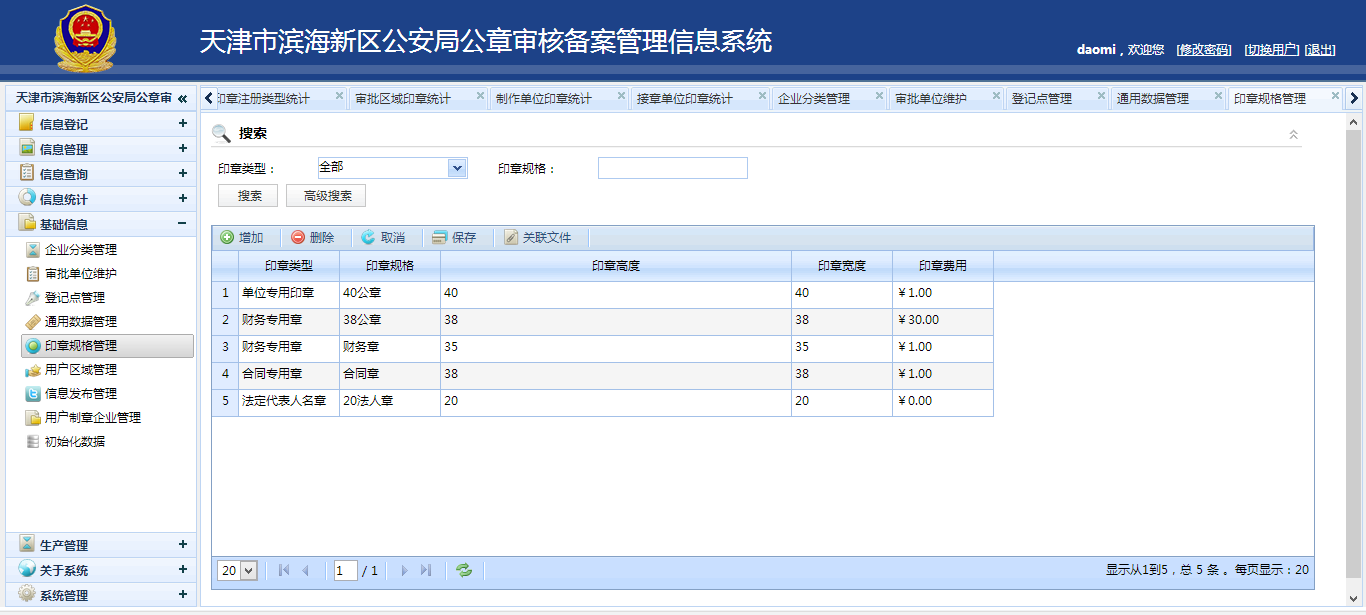 天津市滨海新区公安局公章审核备案管理信息系统
daomi，欢迎您 [修改密码] [切换用户] [退出]
天津市滨海新区公安局公章审
信息登记
信息管理
信息查询
信息统计
基础信息
企业分类管理
审批单位维护
登记点管理
通用数据管理
印章规格管理
用户区域管理
信息发布管理
用户制章企业管理
初始化数据
生产管理
关于系统
系统管理
印章注册类型统计 审批区域印章统计 制作单位印章统计 接章单位印章统计 企业分类管理 审批单位维护 登记点管理 通用数据管理 印章规格管理
搜索
印章类型： 全部 印章规格：
搜索 高级搜索
增加 删除 取消 保存 关联文件
印章类型 印章规格 印章高度 印章宽度 印章费用
1 单位专用印章 40公章 40 40 ￥1.00
2 财务专用章 38公章 38 38 ￥30.00
3 财务专用章 财务章 35 35 ￥1.00
4 合同专用章 合同章 38 38 ￥1.00
5 法定代表人名章 20法人章 20 20 ￥0.00
20 1 / 1 显示从1到5，总 5 条 。每页显示：20